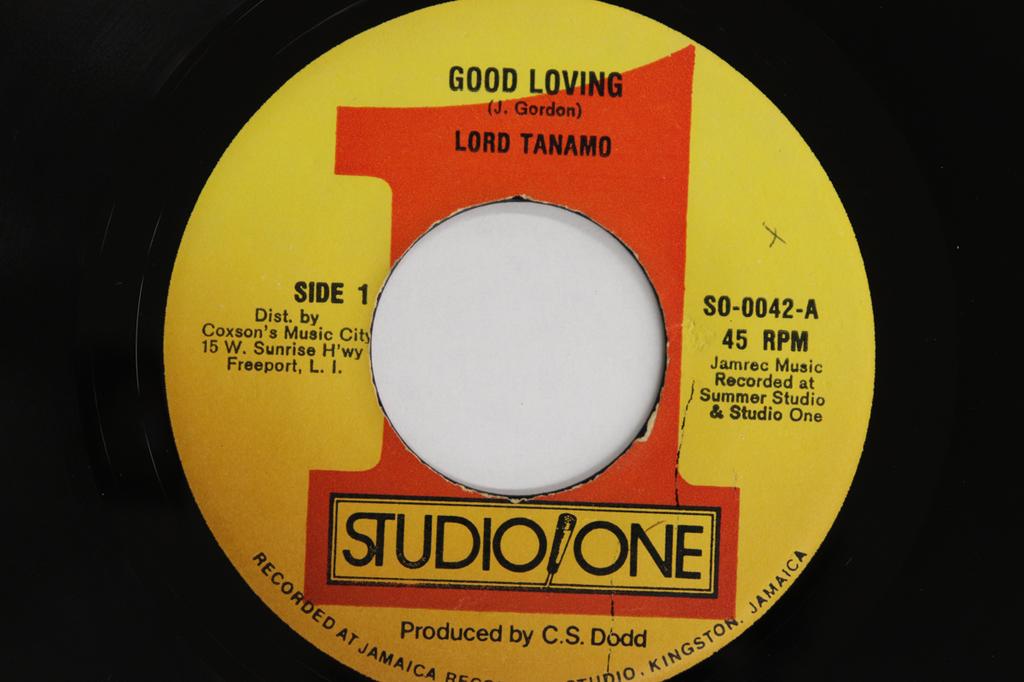 GOOD LOVING
(J. Gordon)
LORD TANAMO
SIDE 1
Dist. by
Coxson's Music City
15 W. Sunrise H'wy
Freeport, L. I.
SO-0042-A
45 RPM
Jamrec Music
Recorded at
Summer Studio
& Studio One
STUDIO ONE
Produced by C.S. Dodd
RECORDED AT JAMAICA STUDIO, KINGSTON, JAMAICA